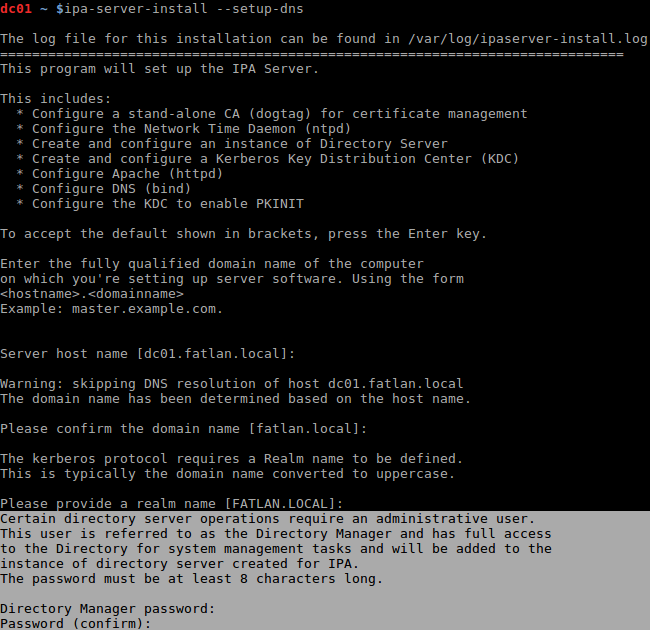 dc01 ~ $ipa-server-install --setup-dns
The log file for this installation can be found in /var/log/ipaserver-install.log
==============================================================================
This program will set up the IPA Server.
This includes:
* Configure a stand-alone CA (dogtag) for certificate management
* Configure the Network Time Daemon (ntpd)
* Create and configure an instance of Directory Server
* Create and configure a Kerberos Key Distribution Center (KDC)
* Configure Apache (httpd)
* Configure DNS (bind)
* Configure the KDC to enable PKINIT
To accept the default shown in brackets, press the Enter key.
Enter the fully qualified domain name of the computer
on which you're setting up server software. Using the form
<hostname>.<domainname>
Example: master.example.com.
Server host name [dc01.fatlan.local]:
Warning: skipping DNS resolution of host dc01.fatlan.local
The domain name has been determined based on the host name.
Please confirm the domain name [fatlan.local]:
The kerberos protocol requires a Realm name to be defined.
This is typically the domain name converted to uppercase.
Please provide a realm name [FATLAN.LOCAL]:
Certain directory server operations require an administrative user.
This user is referred to as the Directory Manager and has full access
to the Directory for system management tasks and will be added to the
instance of directory server created for IPA.
The password must be at least 8 characters long.
Directory Manager password:
Password (confirm):